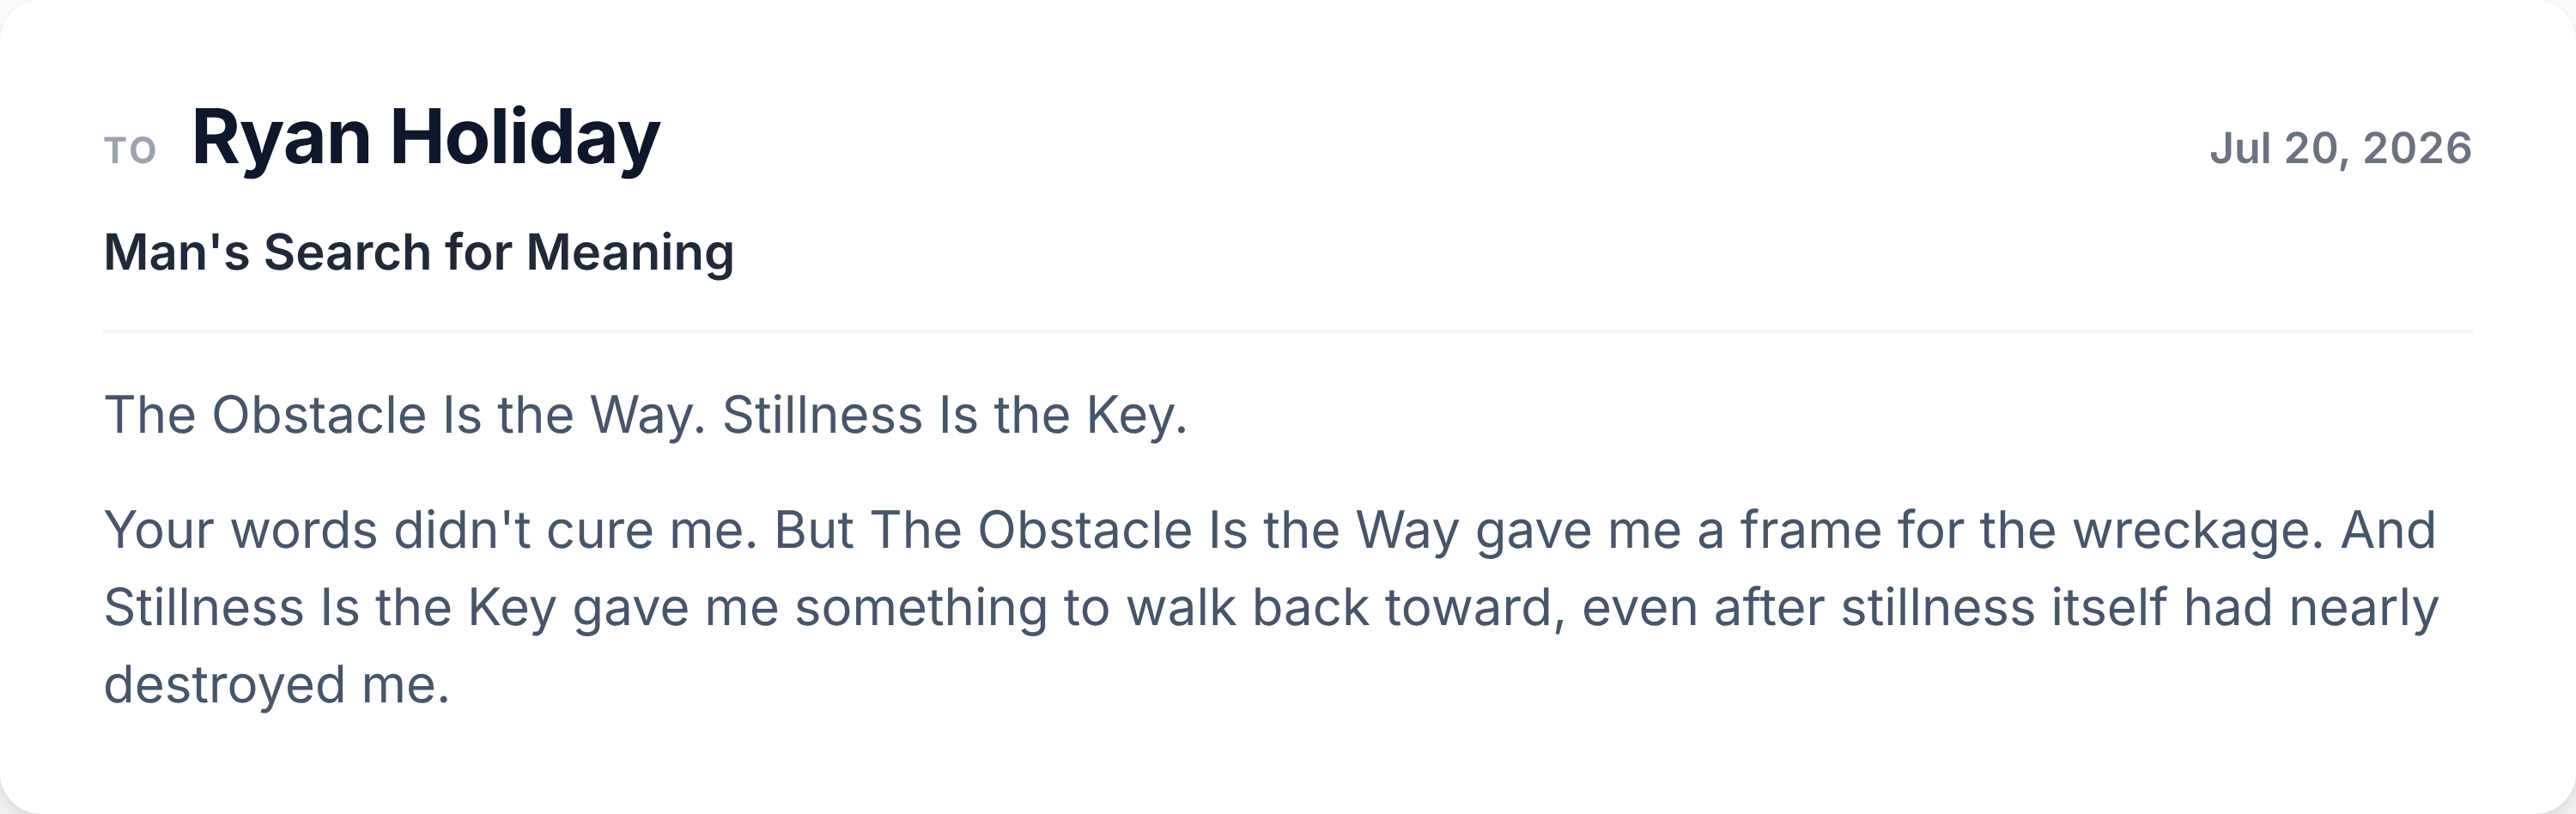 TO Ryan Holiday Jul 20, 2026
Man's Search for Meaning
The Obstacle Is the Way. Stillness Is the Key.
Your words didn't cure me. But The Obstacle Is the Way gave me a frame for the wreckage. And
Stillness Is the Key gave me something to walk back toward, even after stillness itself had nearly
destroyed me.